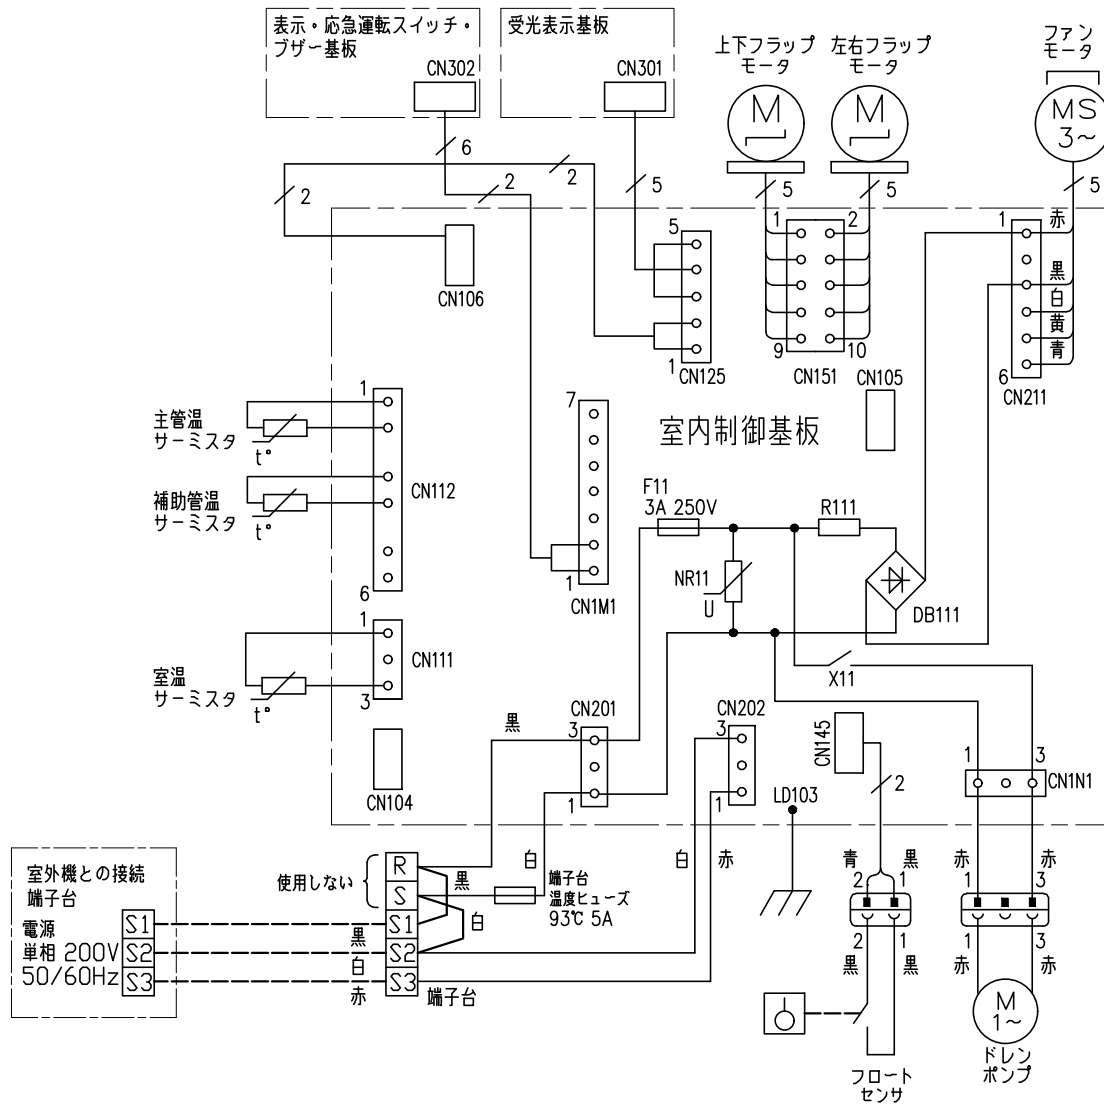 表示・応急運転スイッチ・
ブザー基板
CN302
受光表示基板
CN301
上下フラップ
モータ
左右フラップ
モータ
ファン
モータ
M
M
MS
3~
6
2
2
2
5
5
5
5
CN106
5
1
CN125
1
2
9
10
CN151
CN105
1
6
CN211
赤
黒
白
黄
青
主管温
サーミスタ
t°
補助管温
サーミスタ
t°
1
6
CN112
7
1
CN1M1
室内制御基板
F11
3A 250V
R111
NR11
U
DB111
X11
室温
サーミスタ
t°
1
3
CN111
CN104
黒
CN201
3
1
CN202
3
1
CN145
2
LD103
1
3
CN1N1
室外機との接続
端子台
電源
単相 200V
50/60Hz
S1
S2
S3
使用しない
R
S
S1
S2
S3
黒
白
赤
黒
白
白
端子台
温度ヒューズ
93℃ 5A
白
赤
端子台
青
黒
2
1
2
1
黒
黒
フロート
センサ
赤
赤
1
3
1
3
赤
赤
M
1~
ドレン
ポンプ